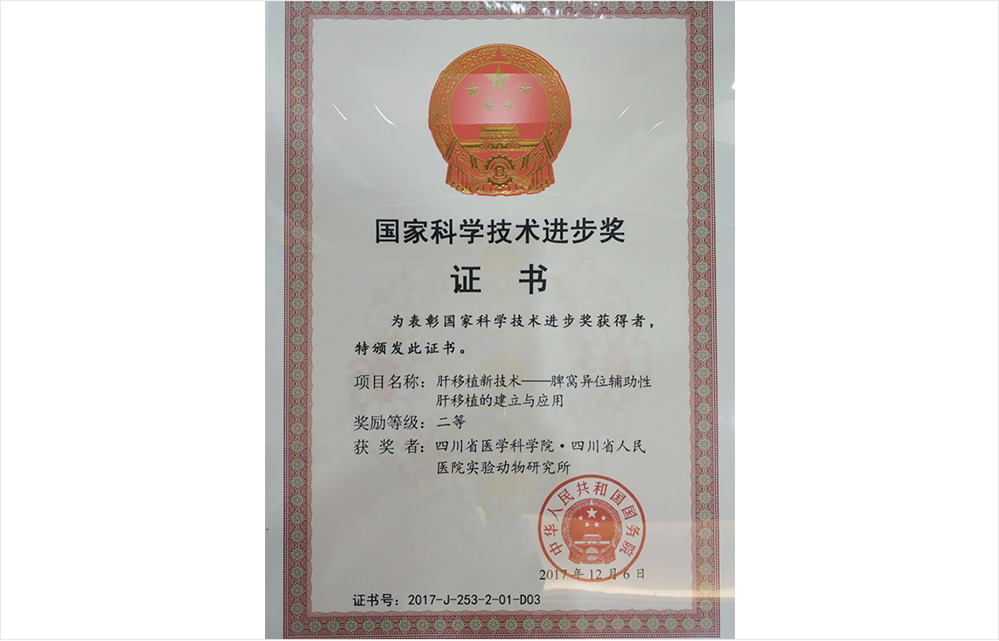 国家科学技术进步奖
证 书
为表彰国家科学技术进步奖获得者，
特颁发此证书。
项目名称：肝移植新技术——脾窝异位辅助性
肝移植的建立与应用
奖励等级：二等
获 奖 者：四川省医学科学院·四川省人民
医院实验动物研究所
中华人民共和国国务院
2017年12月6日
证书号：2017-J-253-2-01-D03